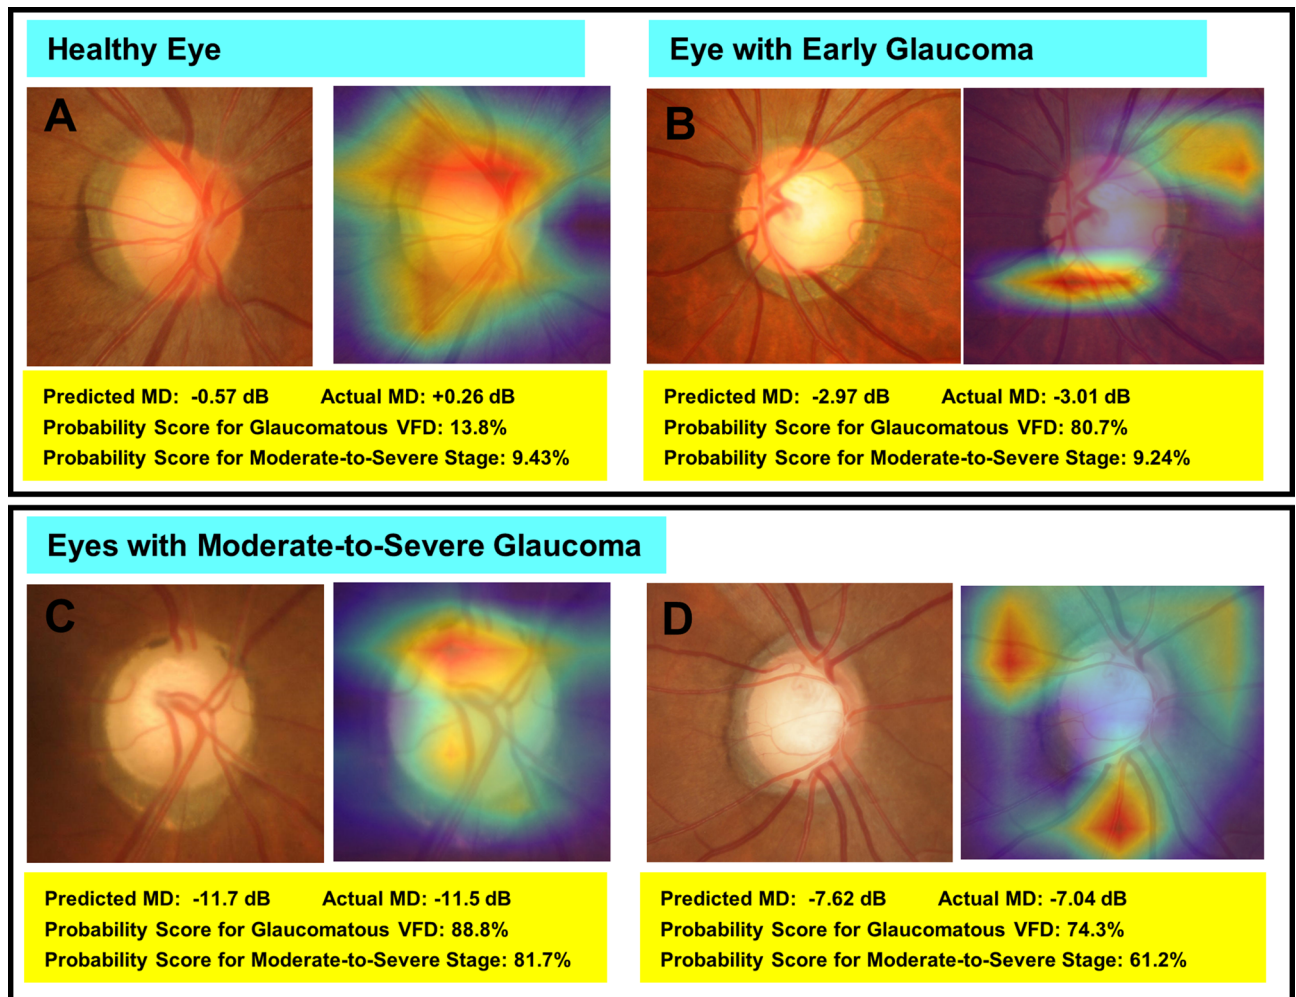 Healthy Eye
Eye with Early Glaucoma
A
B
Predicted MD: -0.57 dB Actual MD: +0.26 dB
Probability Score for Glaucomatous VFD: 13.8%
Probability Score for Moderate-to-Severe Stage: 9.43%
Predicted MD: -2.97 dB Actual MD: -3.01 dB
Probability Score for Glaucomatous VFD: 80.7%
Probability Score for Moderate-to-Severe Stage: 9.24%
Eyes with Moderate-to-Severe Glaucoma
C
D
Predicted MD: -11.7 dB Actual MD: -11.5 dB
Probability Score for Glaucomatous VFD: 88.8%
Probability Score for Moderate-to-Severe Stage: 81.7%
Predicted MD: -7.62 dB Actual MD: -7.04 dB
Probability Score for Glaucomatous VFD: 74.3%
Probability Score for Moderate-to-Severe Stage: 61.2%